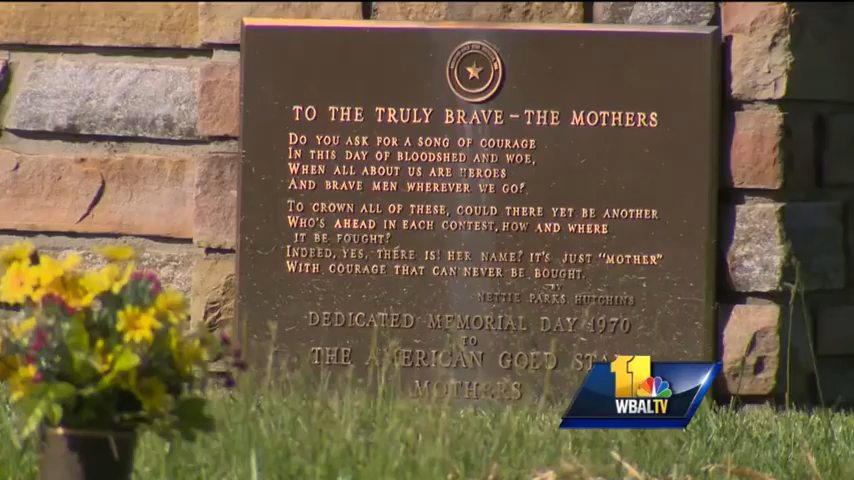 TO THE TRULY BRAVE – THE MOTHERS
DO YOU ASK FOR A SONG OF COURAGE
IN THIS DAY OF BLOODSHED AND WOE,
WHEN ALL ABOUT US ARE HEROES
AND BRAVE MEN WHEREVER WE GO?
TO CROWN ALL OF THESE, COULD THERE YET BE ANOTHER
WHO'S AHEAD IN EACH CONTEST, HOW AND WHERE
IT BE FOUGHT?
INDEED, YES, THERE IS! HER NAME? IT'S JUST "MOTHER"
WITH COURAGE THAT CAN NEVER BE BOUGHT.
BY
NETTIE PARKS HUTCHINS
DEDICATED MEMORIAL DAY 1970
TO
THE AMERICAN GOLD STA
MOTHERS
11
WBALTV